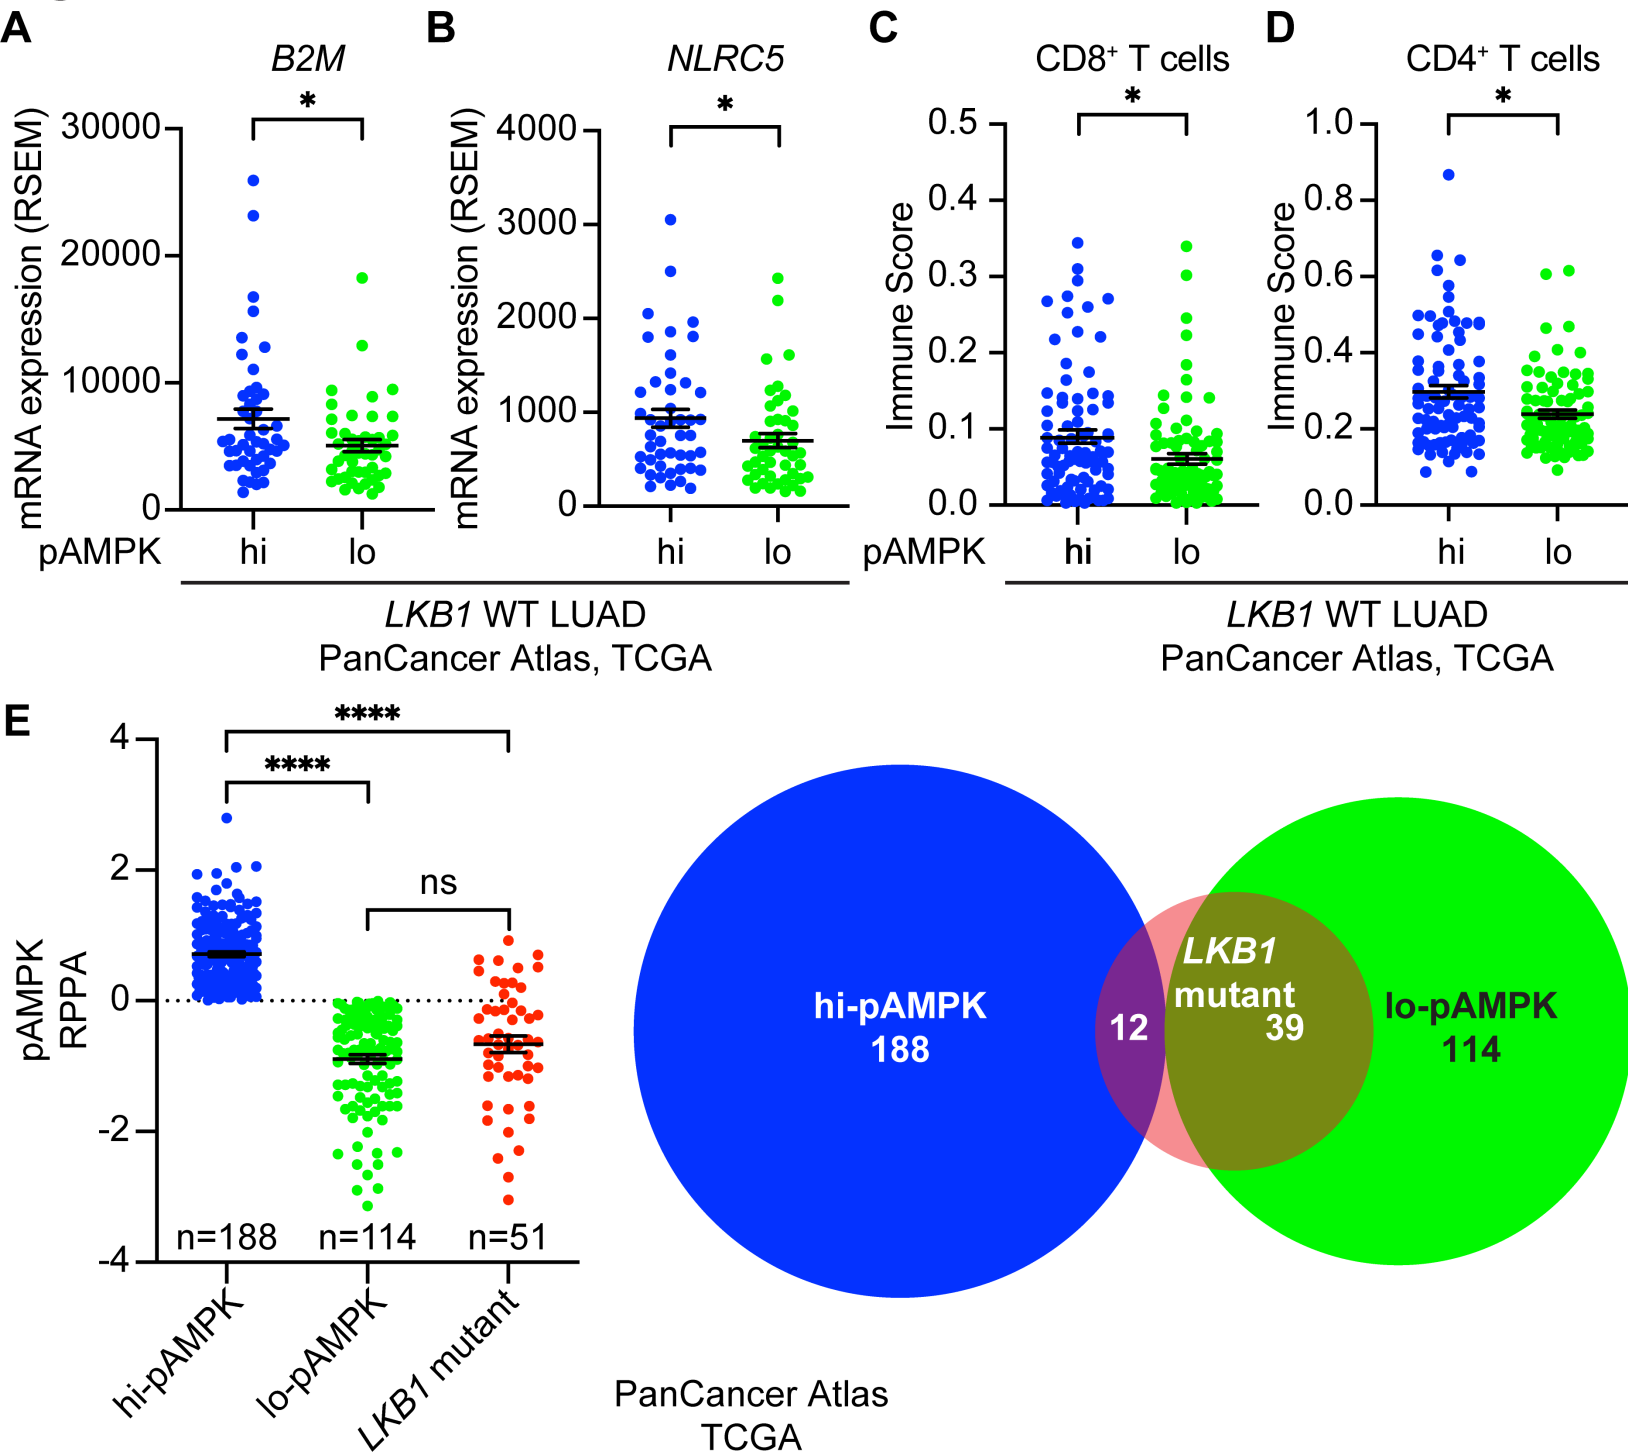 A
B2M
*
mRNA expression (RSEM)
30000
20000
10000
0
pAMPK
hi
lo
B
NLRC5
*
mRNA expression (RSEM)
4000
3000
2000
1000
0
hi
lo
LKB1 WT LUAD
PanCancer Atlas, TCGA
C
CD8+ T cells
*
Immune Score
0.5
0.4
0.3
0.2
0.1
0.0
pAMPK
hi
lo
D
CD4+ T cells
*
Immune Score
1.0
0.8
0.6
0.4
0.2
0.0
hi
lo
LKB1 WT LUAD
PanCancer Atlas, TCGA
E
****
****
ns
pAMPK
RPPA
4
2
0
-2
-4
n=188
n=114
n=51
hi-pAMPK
lo-pAMPK
LKB1 mutant
hi-pAMPK
188
12
LKB1
mutant
39
lo-pAMPK
114
PanCancer Atlas
TCGA